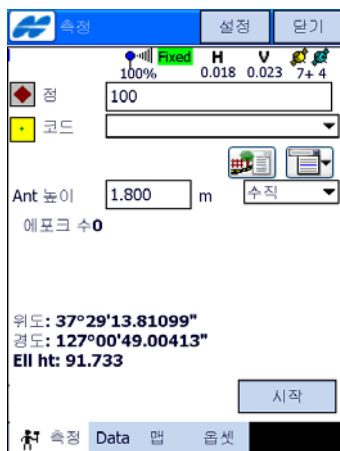 측정 설정 닫기
Fixed H V
100% 0.018 0.023 7+ 4
점 100
코드
Ant 높이 1.800 m 수직
에포크 수0
위도: 37°29'13.81099"
경도: 127°00'49.00413"
Ell ht: 91.733
시작
측정 Data 맵 옵셋